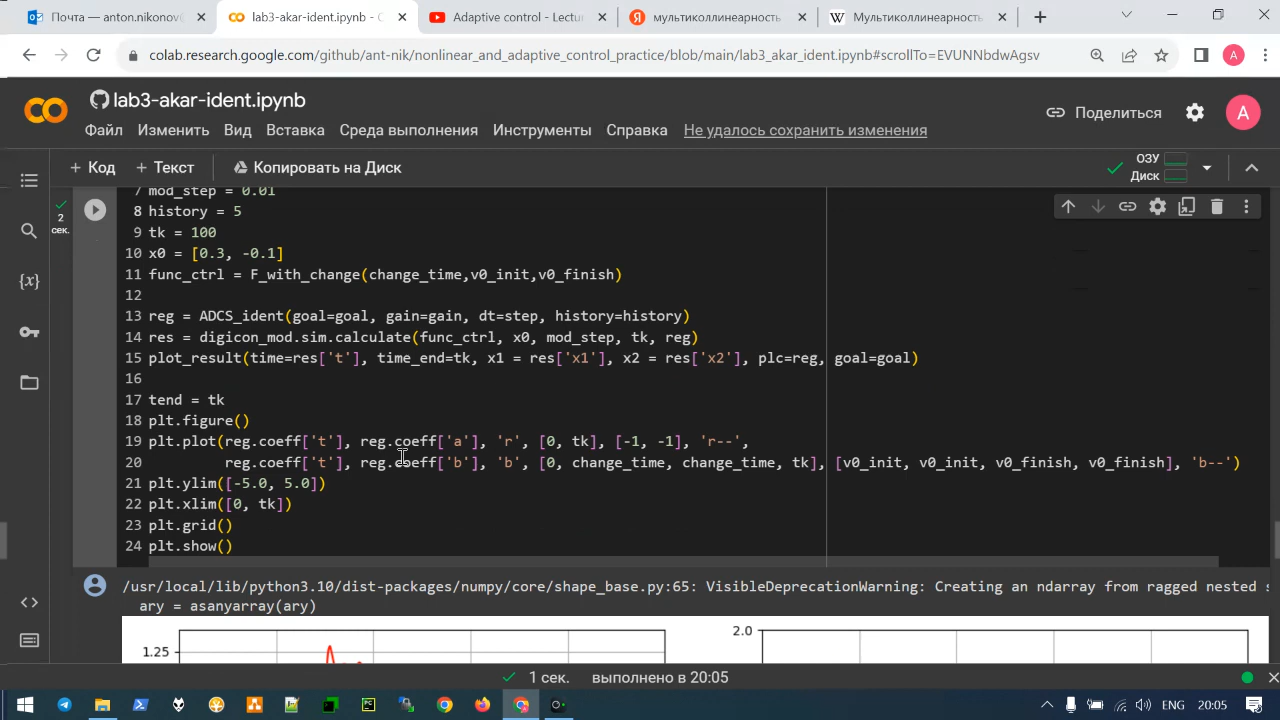 Почта — anton.nikonov@
lab3-akar-ident.ipynb - C
Adaptive control - Lectur
мультиколлинеарность
Мультиколлинеарность
colab.research.google.com/github/ant-nik/nonlinear_and_adaptive_control_practice/blob/main/lab3_akar_ident.ipynb#scrollTo=EVUNNbdwAgsv
A
CO
lab3-akar-ident.ipynb
Поделиться
A
Файл Изменить Вид Вставка Среда выполнения Инструменты Справка Не удалось сохранить изменения
+ Код + Текст Копировать на Диск
ОЗУ
Диск
2
сек.
{x}
7 mod_step = 0.01
8 history = 5
9 tk = 100
10 x0 = [0.3, -0.1]
11 func_ctrl = F_with_change(change_time,v0_init,v0_finish)
12
13 reg = ADCS_ident(goal=goal, gain=gain, dt=step, history=history)
14 res = digicon_mod.sim.calculate(func_ctrl, x0, mod_step, tk, reg)
15 plot_result(time=res['t'], time_end=tk, x1 = res['x1'], x2 = res['x2'], plc=reg, goal=goal)
16
17 tend = tk
18 plt.figure()
19 plt.plot(reg.coeff['t'], reg.coeff['a'], 'r', [0, tk], [-1, -1], 'r--',
20 reg.coeff['t'], reg.coeff['b'], 'b', [0, change_time, change_time, tk], [v0_init, v0_init, v0_finish, v0_finish], 'b--')
21 plt.ylim([-5.0, 5.0])
22 plt.xlim([0, tk])
23 plt.grid()
24 plt.show()
/usr/local/lib/python3.10/dist-packages/numpy/core/shape_base.py:65: VisibleDeprecationWarning: Creating an ndarray from ragged nested s
ary = asanyarray(ary)
1.25
2.0
1 сек. выполнено в 20:05
ENG 20:05